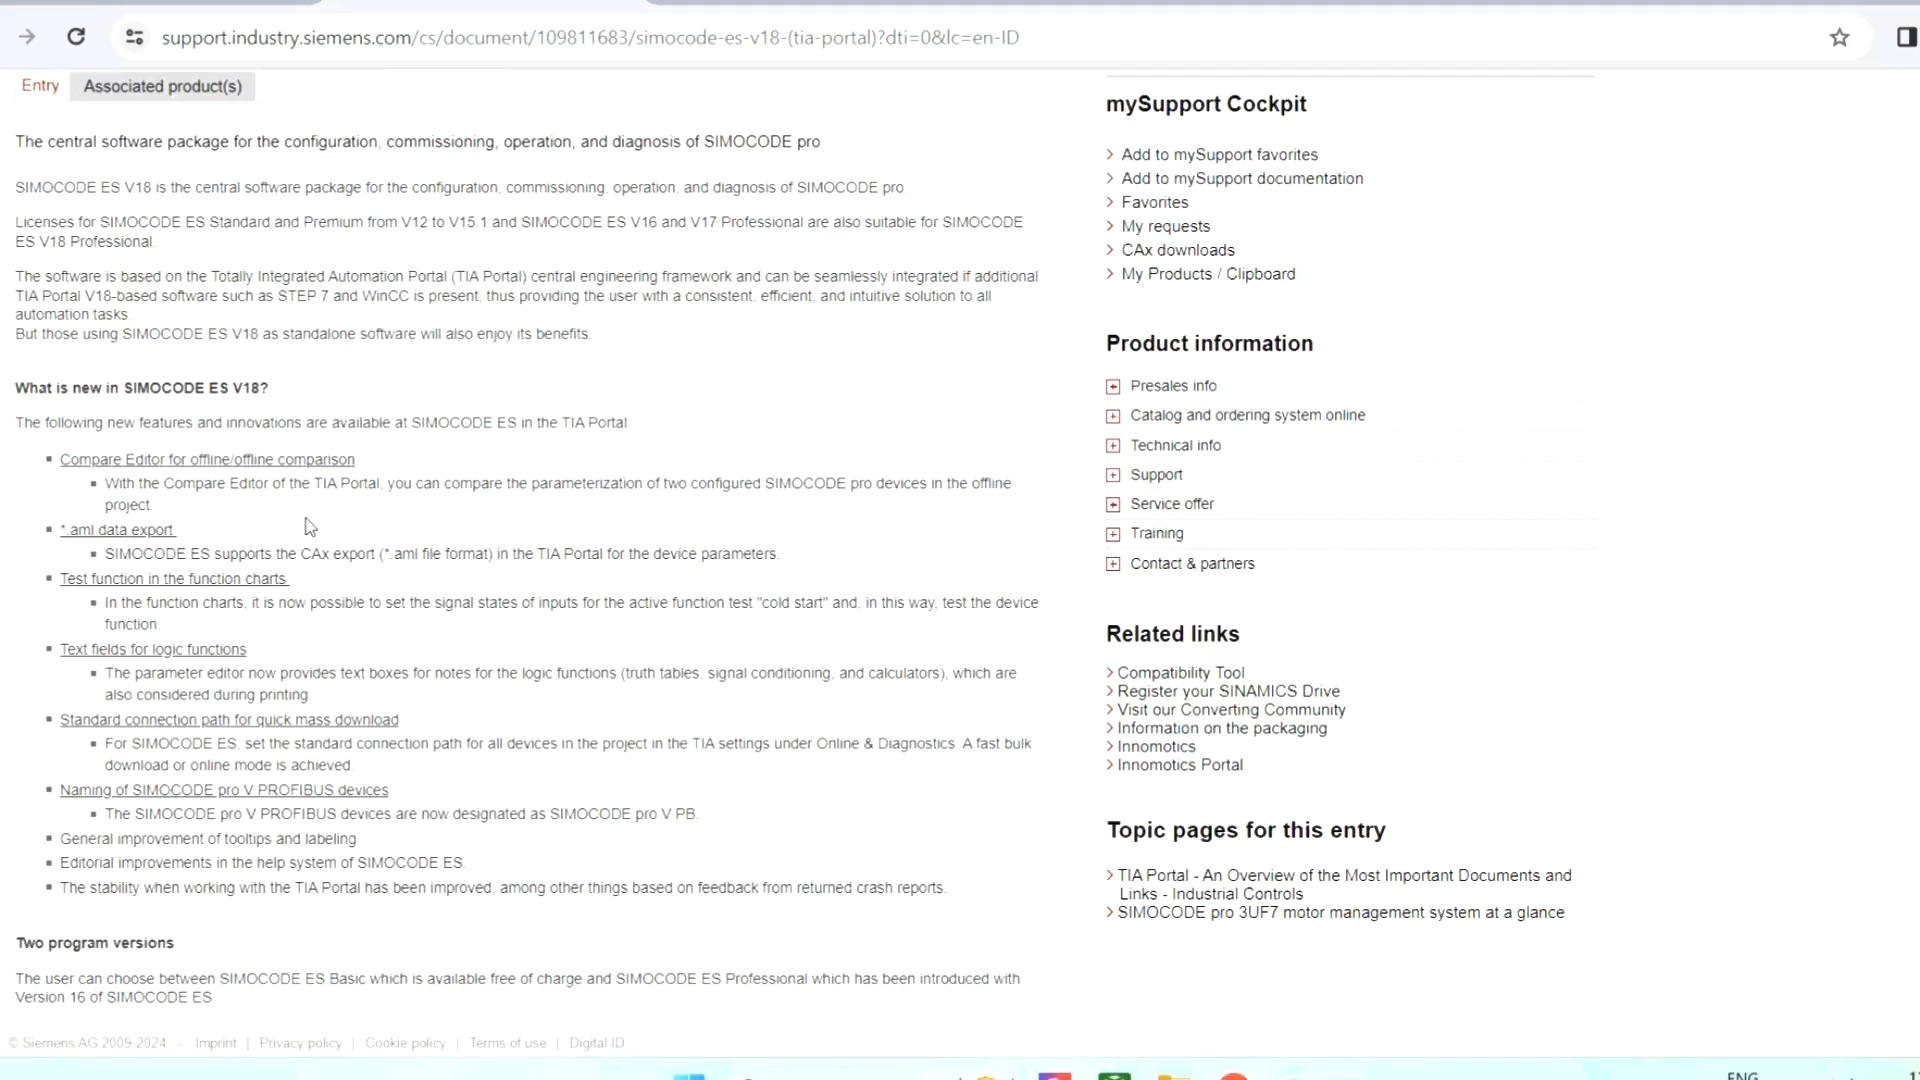 support.industry.siemens.com/cs/document/109811683/simocode-es-v18-(tia-portal)?dti=0&lc=en-ID
Entry
Associated product(s)
The central software package for the configuration, commissioning, operation, and diagnosis of SIMOCODE pro
SIMOCODE ES V18 is the central software package for the configuration, commissioning, operation, and diagnosis of SIMOCODE pro
Licenses for SIMOCODE ES Standard and Premium from V12 to V15.1 and SIMOCODE ES V16 and V17 Professional are also suitable for SIMOCODE
ES V18 Professional.
The software is based on the Totally Integrated Automation Portal (TIA Portal) central engineering framework and can be seamlessly integrated if additional
TIA Portal V18-based software such as STEP 7 and WinCC is present, thus providing the user with a consistent, efficient, and intuitive solution to all
automation tasks.
But those using SIMOCODE ES V18 as standalone software will also enjoy its benefits.
What is new in SIMOCODE ES V18?
The following new features and innovations are available at SIMOCODE ES in the TIA Portal
Compare Editor for offline/offline comparison
With the Compare Editor of the TIA Portal, you can compare the parameterization of two configured SIMOCODE pro devices in the offline
project.
*.aml data export
SIMOCODE ES supports the CAx export (*.aml file format) in the TIA Portal for the device parameters.
Test function in the function charts
In the function charts, it is now possible to set the signal states of inputs for the active function test "cold start" and, in this way, test the device
function.
Text fields for logic functions
The parameter editor now provides text boxes for notes for the logic functions (truth tables, signal conditioning, and calculators), which are
also considered during printing
Standard connection path for quick mass download
For SIMOCODE ES, set the standard connection path for all devices in the project in the TIA settings under Online & Diagnostics. A fast bulk
download or online mode is achieved.
Naming of SIMOCODE pro V PROFIBUS devices
The SIMOCODE pro V PROFIBUS devices are now designated as SIMOCODE pro V PB.
General improvement of tooltips and labeling
Editorial improvements in the help system of SIMOCODE ES.
The stability when working with the TIA Portal has been improved, among other things based on feedback from returned crash reports.
Two program versions
The user can choose between SIMOCODE ES Basic which is available free of charge and SIMOCODE ES Professional which has been introduced with
Version 16 of SIMOCODE ES
mySupport Cockpit
Add to mySupport favorites
Add to mySupport documentation
Favorites
My requests
CAx downloads
My Products / Clipboard
Product information
Presales info
Catalog and ordering system online
Technical info
Support
Service offer
Training
Contact & partners
Related links
Compatibility Tool
Register your SINAMICS Drive
Visit our Converting Community
Information on the packaging
Innomotics
Innomotics Portal
Topic pages for this entry
TIA Portal - An Overview of the Most Important Documents and
Links - Industrial Controls
SIMOCODE pro 3UF7 motor management system at a glance
© Siemens AG 2009-2024 - Imprint | Privacy policy | Cookie policy | Terms of use | Digital ID
ENG